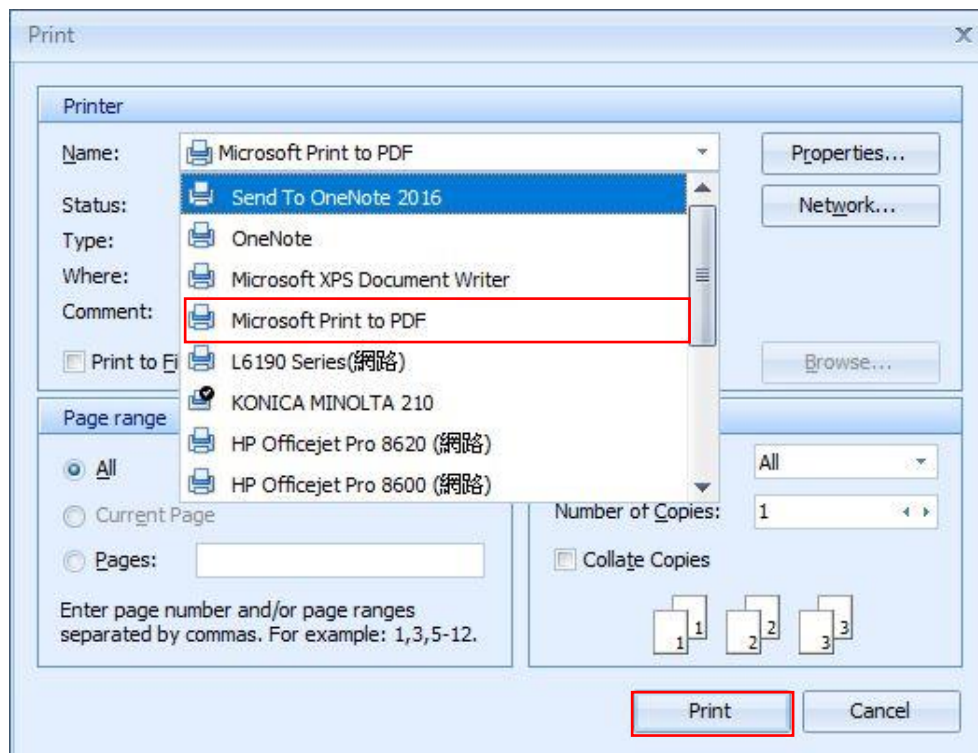 Print
Printer
Name: Microsoft Print to PDF Properties...
Status: Send To OneNote 2016 Network...
Type: OneNote
Where: Microsoft XPS Document Writer
Comment: Microsoft Print to PDF
Print to Fi L6190 Series(網路) Browse...
KONICA MINOLTA 210
Page range
HP Officejet Pro 8620 (網路)
All HP Officejet Pro 8600 (網路) All
Current Page Number of Copies: 1
Pages: Collate Copies
Enter page number and/or page ranges
separated by commas. For example: 1,3,5-12.
1 1 2 2 3 3
Print Cancel